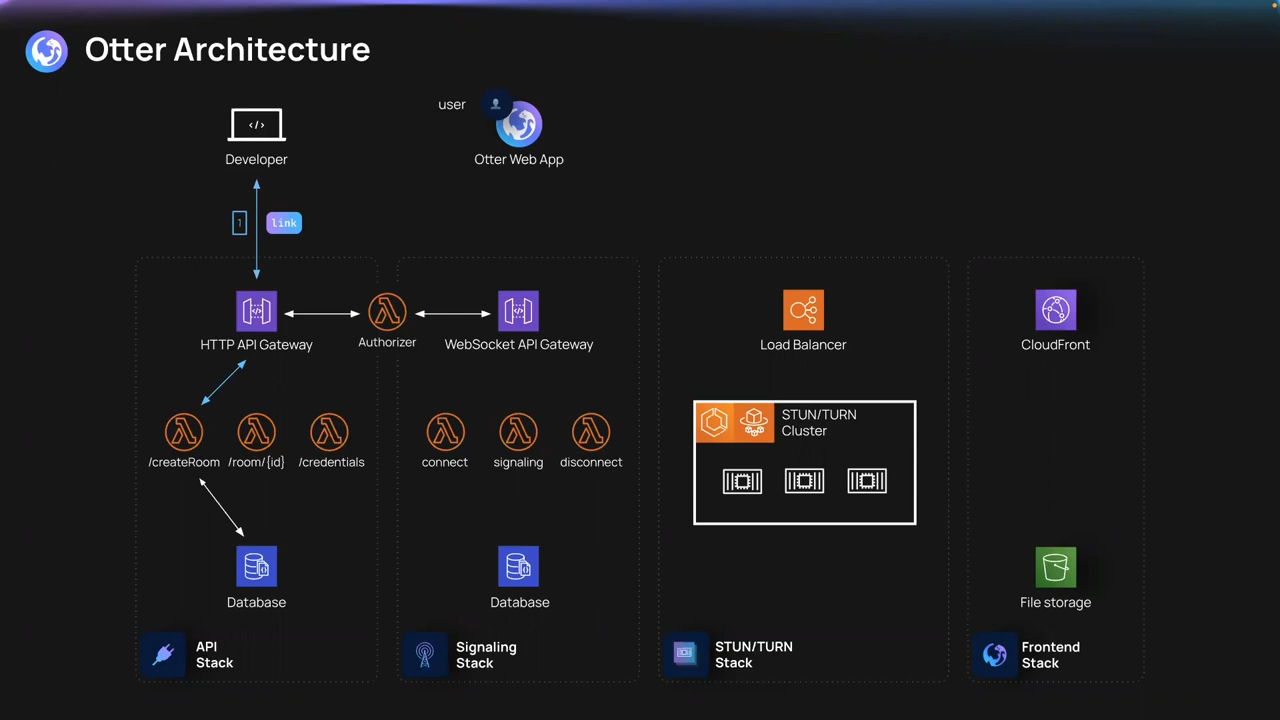 Otter Architecture
user
</>
Developer
Otter Web App
1
link
HTTP API Gateway
Authorizer
WebSocket API Gateway
Load Balancer
CloudFront
STUN/TURN
Cluster
/createRoom
/room/{id}
/credentials
connect
signaling
disconnect
Database
Database
File storage
API
Stack
Signaling
Stack
STUN/TURN
Stack
Frontend
Stack